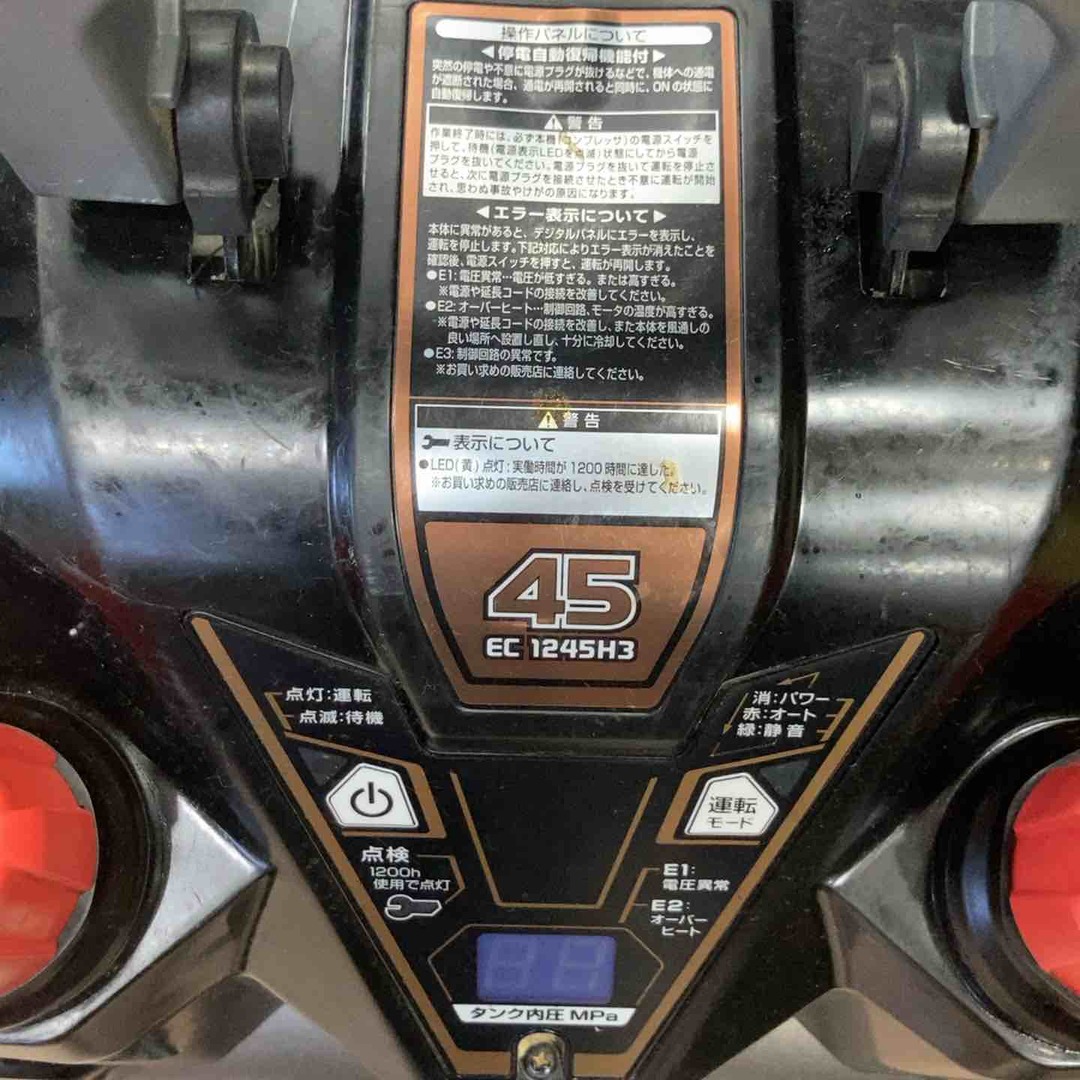 操作パネルについて
◀停電自動復帰機能付▶
突然の停電や不意に電源プラグが抜けるなどで、機体への通電
が遮断された場合、通電が再開されると同時に、ONの状態に
自動復帰します。
⚠警告
作業終了時には、必ず本機(コンプレッサ)の電源スイッチを
押して、待機(電源表示LEDを点滅)状態にしてから電源
プラグを抜いてください。電源プラグを抜いて運転を停止さ
せると、次に電源プラグを接続させたとき不意に運転が開始
され、思わぬ事故やけがの原因になります。
◀エラー表示について▶
本体に異常があると、デジタルパネルにエラーを表示し、
運転を停止します。下記対応によりエラー表示が消えたことを
確認後、電源スイッチを押すと、運転が再開します。
●E1:電圧異常…電圧が低すぎる。または高すぎる。
※電源や延長コードの接続を改善してください。
●E2:オーバーヒート…制御回路、モータの温度が高すぎる。
※電源や延長コードの接続を改善し、また本体を風通しの
良い場所へ設置し直し、十分に冷却してください。
●E3:制御回路の異常です。
※お買い求めの販売店に連絡してください。
⚠警告
表示について
●LED(黄)点灯:実働時間が1200時間に達した。
※お買い求めの販売店に連絡し、点検を受けてください。
45
EC 1245H3
点灯:運転
点滅:待機
消:パワー
赤:オート
緑:静音
運転
モード
点検
1200h
使用で点灯
E1:
電圧異常
E2:
オーバー
ヒート
タンク内圧 MPa